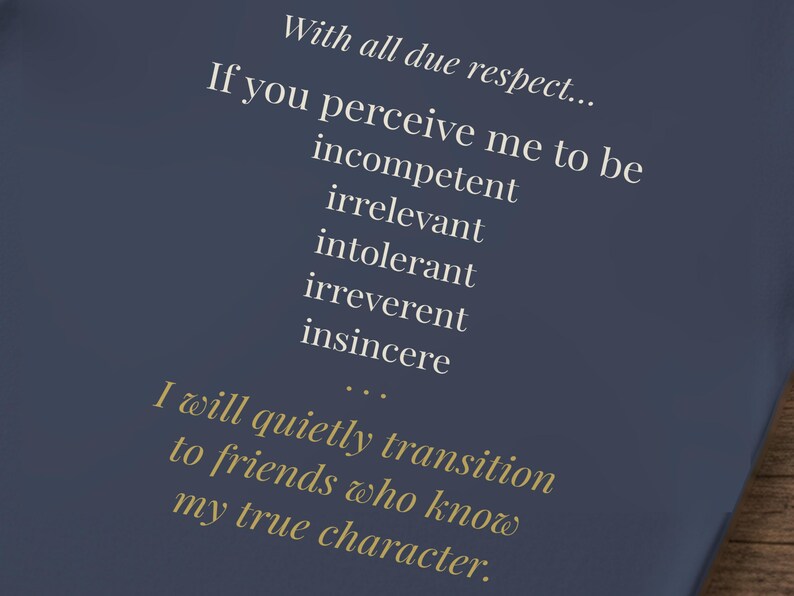 With all due respect...
If you perceive me to be
incompetent
irrelevant
intolerant
irreverent
insincere
...
I will quietly transition
to friends who know
my true character.